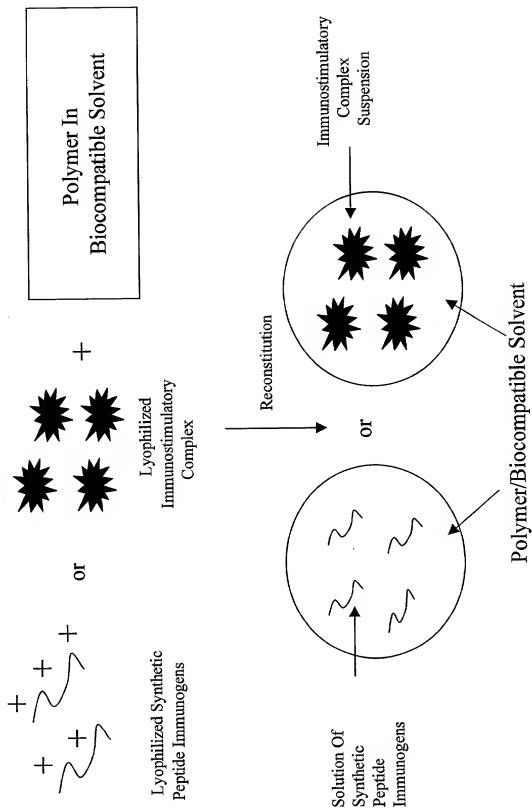 +
+
+
+
+
Lyophilized Synthetic
Peptide Immunogens
or
Lyophilized
Immunostimulatory
Complex
+
Polymer In
Biocompatible Solvent
Reconstitution
Solution Of
Synthetic
Peptide
Immunogens
or
Immunostimulatory
Complex
Suspension
Polymer/Biocompatible Solvent